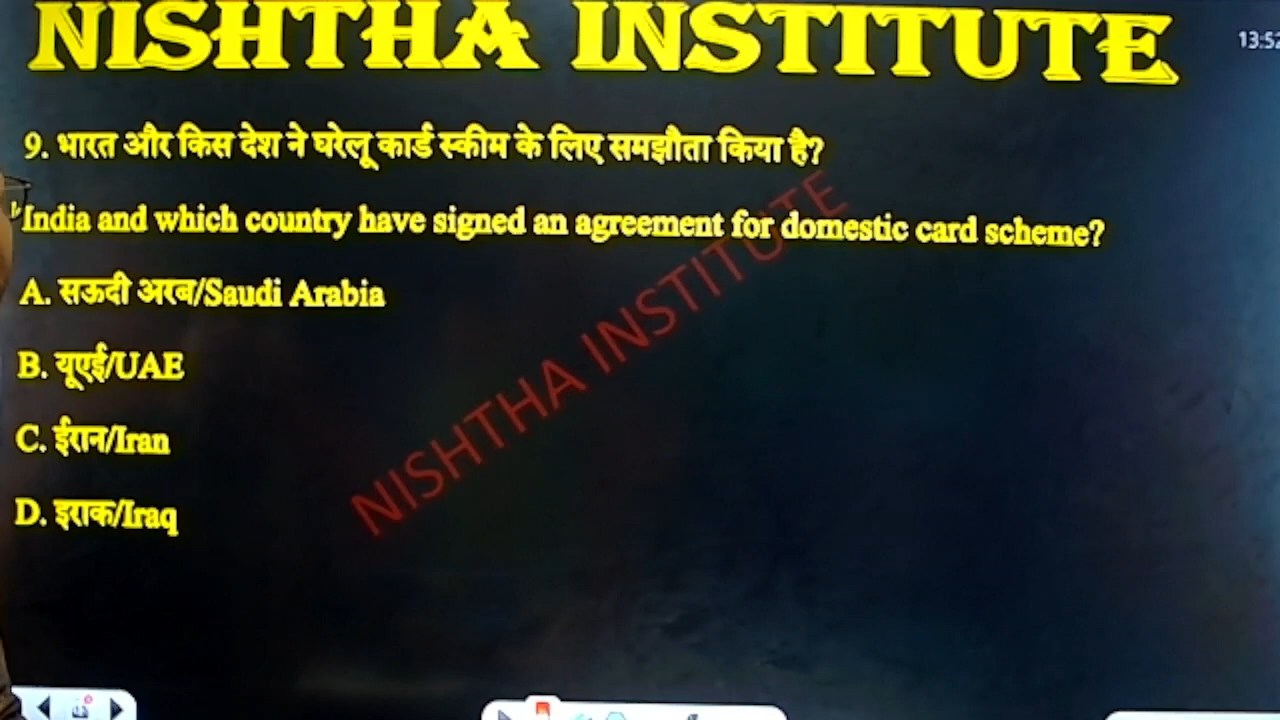 NISHTHA INSTITUTE
13:52
9. भारत और किस देश ने घरेलू कार्ड स्कीम के लिए समझौता किया है?
India and which country have signed an agreement for domestic card scheme?
A. सऊदी अरब/Saudi Arabia
B. यूएई/UAE
C. ईरान/Iran
D. इराक/Iraq
NISHTHA INSTITUTE